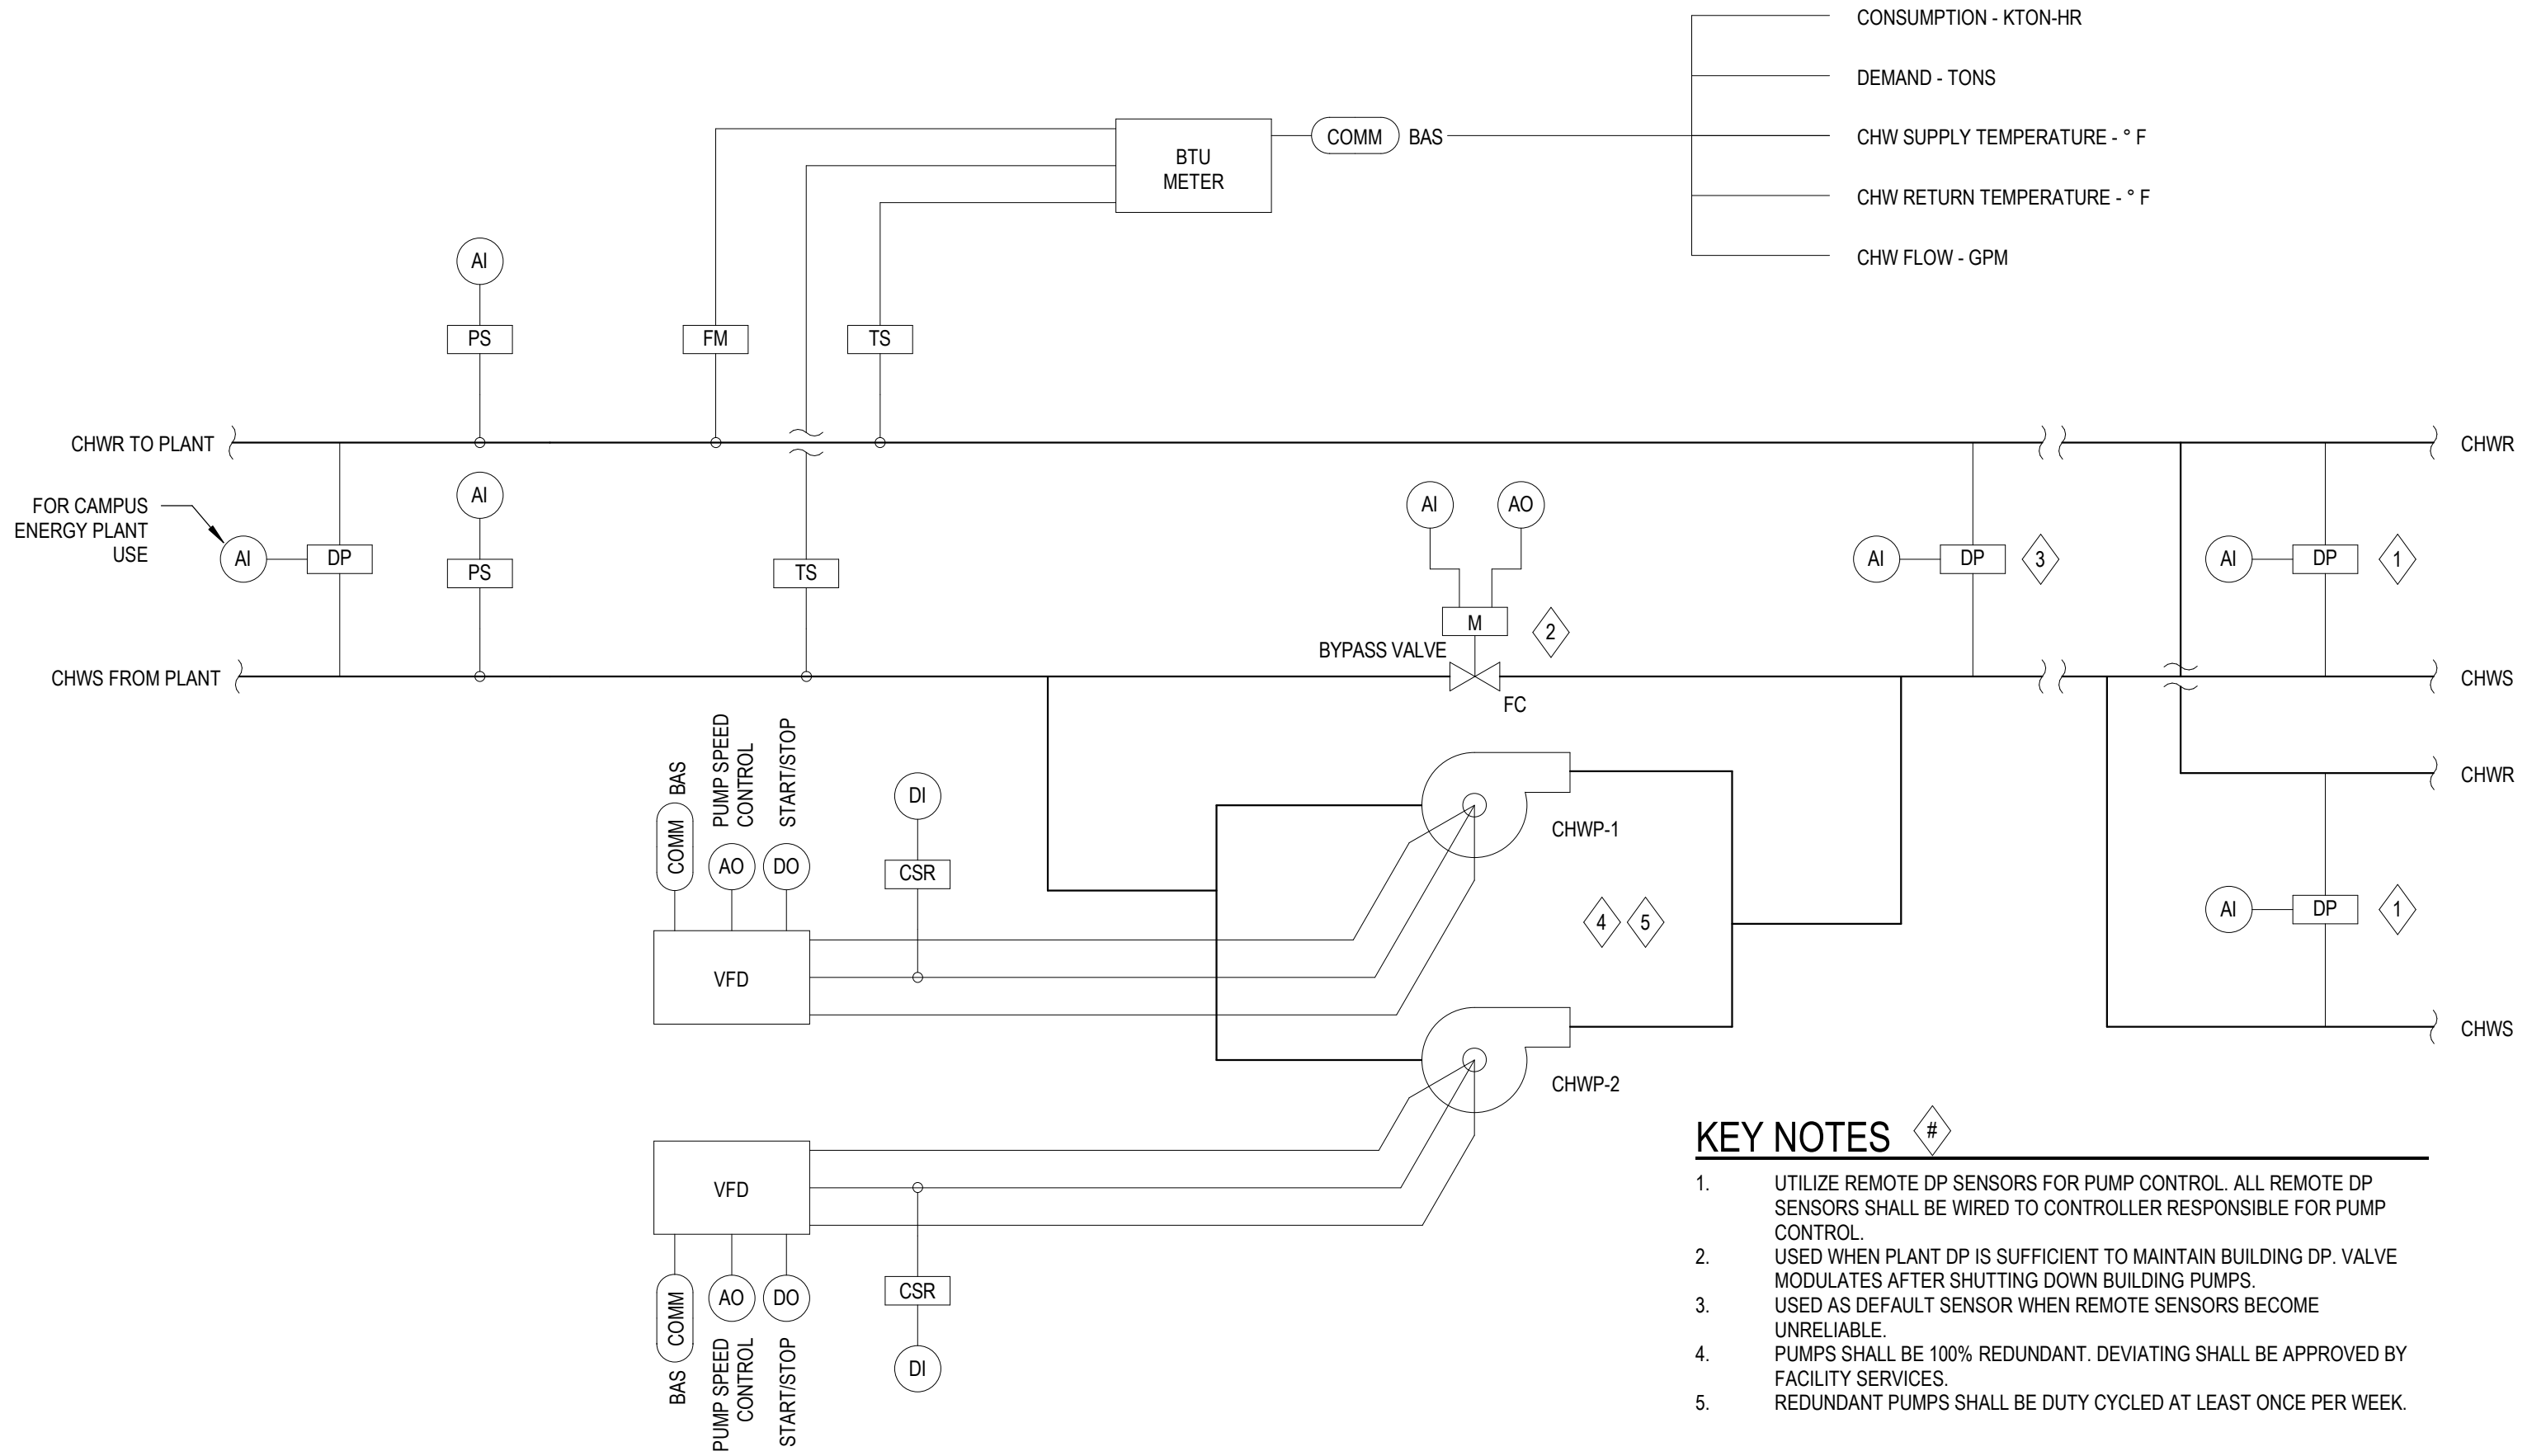 CONSUMPTION - KTON-HR
DEMAND - TONS
BTU
METER
COMM
BAS
CHW SUPPLY TEMPERATURE - ° F
CHW RETURN TEMPERATURE - ° F
CHW FLOW - GPM
AI
PS
FM
TS
CHWR TO PLANT
CHWR
FOR CAMPUS
ENERGY PLANT
USE
AI
DP
AI
PS
TS
AI
AO
M
2
BYPASS VALVE
FC
AI
DP
3
AI
DP
1
CHWS FROM PLANT
CHWS
BAS
COMM
PUMP SPEED
CONTROL
AO
START/STOP
DO
VFD
DI
CSR
CHWP-1
4
5
CHWR
AI
DP
1
CHWS
CHWP-2
VFD
COMM
BAS
AO
PUMP SPEED
CONTROL
DO
START/STOP
CSR
DI
KEY NOTES #
1. UTILIZE REMOTE DP SENSORS FOR PUMP CONTROL. ALL REMOTE DP
SENSORS SHALL BE WIRED TO CONTROLLER RESPONSIBLE FOR PUMP
CONTROL.
2. USED WHEN PLANT DP IS SUFFICIENT TO MAINTAIN BUILDING DP. VALVE
MODULATES AFTER SHUTTING DOWN BUILDING PUMPS.
3. USED AS DEFAULT SENSOR WHEN REMOTE SENSORS BECOME
UNRELIABLE.
4. PUMPS SHALL BE 100% REDUNDANT. DEVIATING SHALL BE APPROVED BY
FACILITY SERVICES.
5. REDUNDANT PUMPS SHALL BE DUTY CYCLED AT LEAST ONCE PER WEEK.